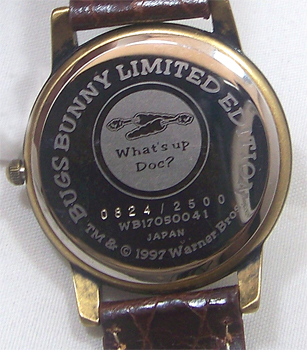 BUGS BUNNY LIMITED EDITION
What's up
Doc?
0824/2500
WB17050041
JAPAN
TM & © 1997 Warner Bros.